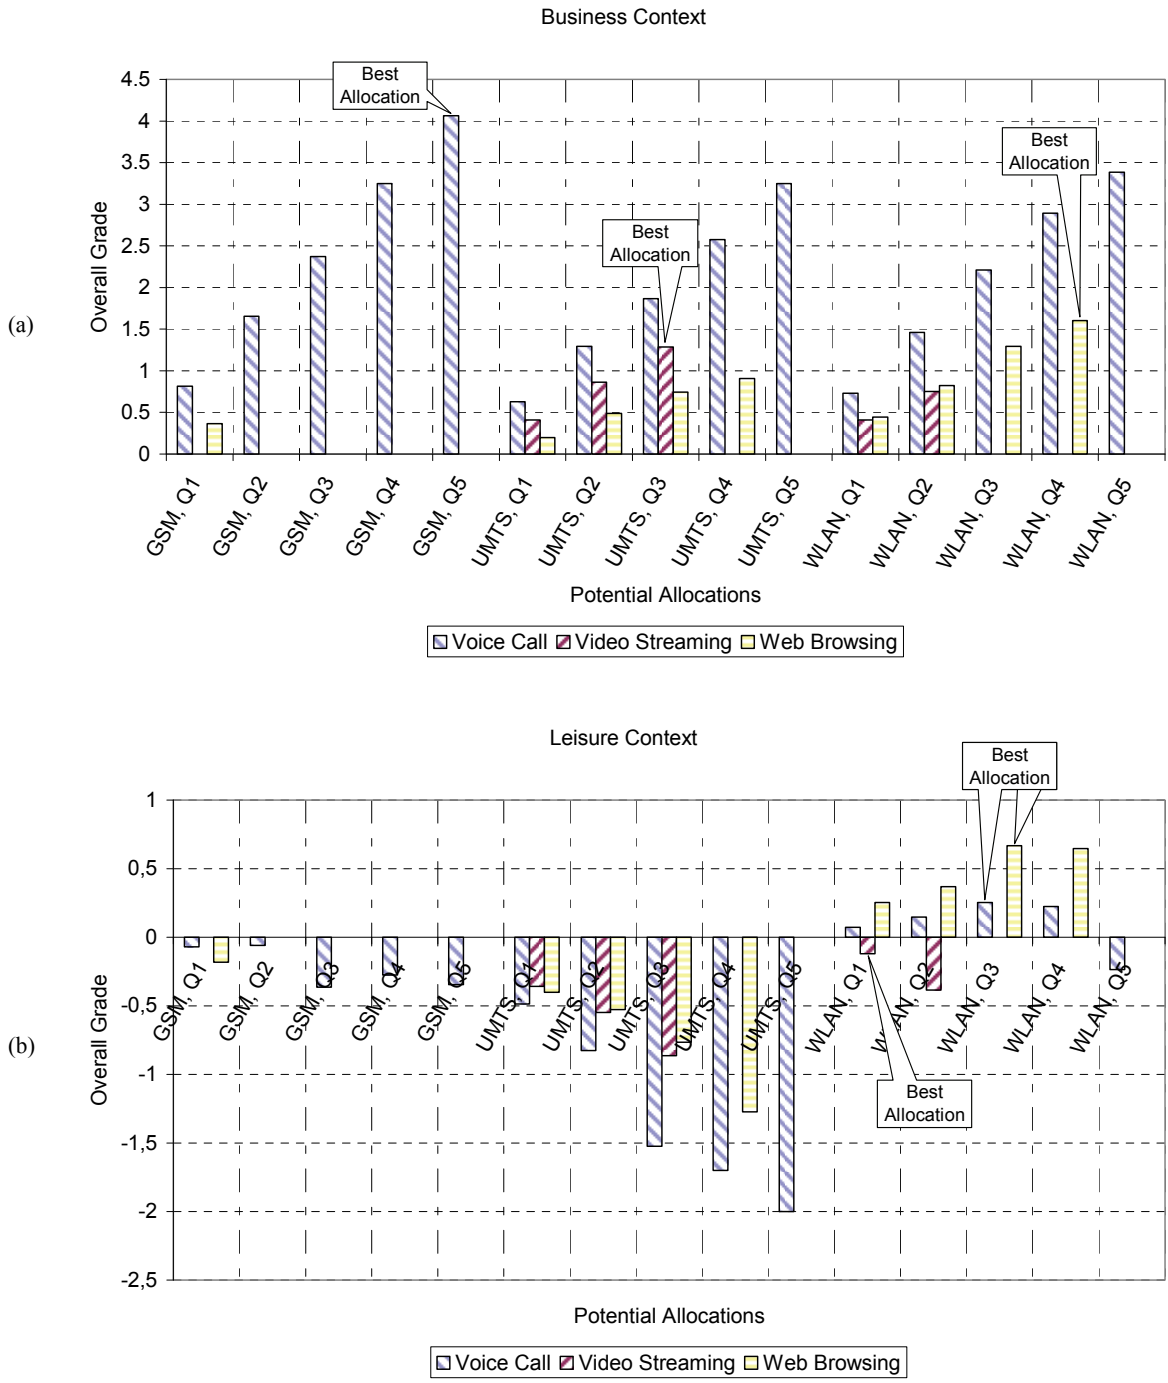 Business Context
Best
Allocation
Best
Allocation
Best
Allocation
4.5
4
3.5
3
2.5
2
1.5
1
0.5
0
Overall Grade
(a)
GSM, Q1
GSM, Q2
GSM, Q3
GSM, Q4
GSM, Q5
UMTS, Q1
UMTS, Q2
UMTS, Q3
UMTS, Q4
UMTS, Q5
WLAN, Q1
WLAN, Q2
WLAN, Q3
WLAN, Q4
WLAN, Q5
Potential Allocations
Voice Call Video Streaming Web Browsing
Leisure Context
Best
Allocation
1
0,5
0
-0,5
-1
-1,5
-2
-2,5
Overall Grade
(b)
GSM, Q1
GSM, Q2
GSM, Q3
GSM, Q4
GSM, Q5
UMTS, Q1
UMTS, Q2
UMTS, Q3
UMTS, Q4
UMTS, Q5
WLAN, Q1
WLAN, Q2
WLAN, Q3
WLAN, Q4
WLAN, Q5
Best
Allocation
Potential Allocations
Voice Call Video Streaming Web Browsing